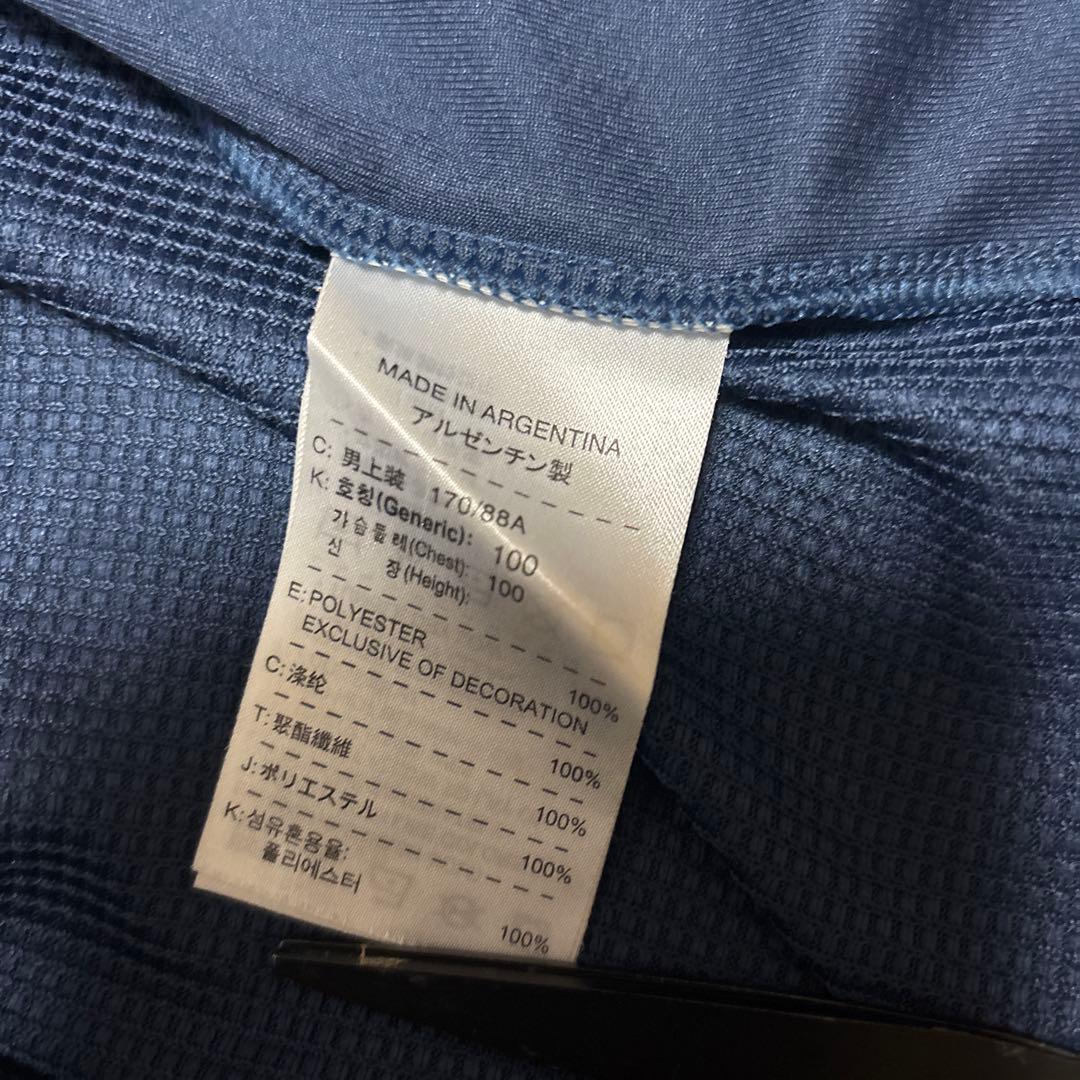 MADE IN ARGENTINA
アルゼンチン製
C: 男上装 170/88A
K: 호칭(Generic): 100
가슴둘레(Chest): 100
신 장(Height):
E: POLYESTER 100%
EXCLUSIVE OF DECORATION
C: 涤纶 100%
T: 聚酯纖維 100%
J: ポリエステル 100%
K: 섬유혼용율:
폴리에스터 100%